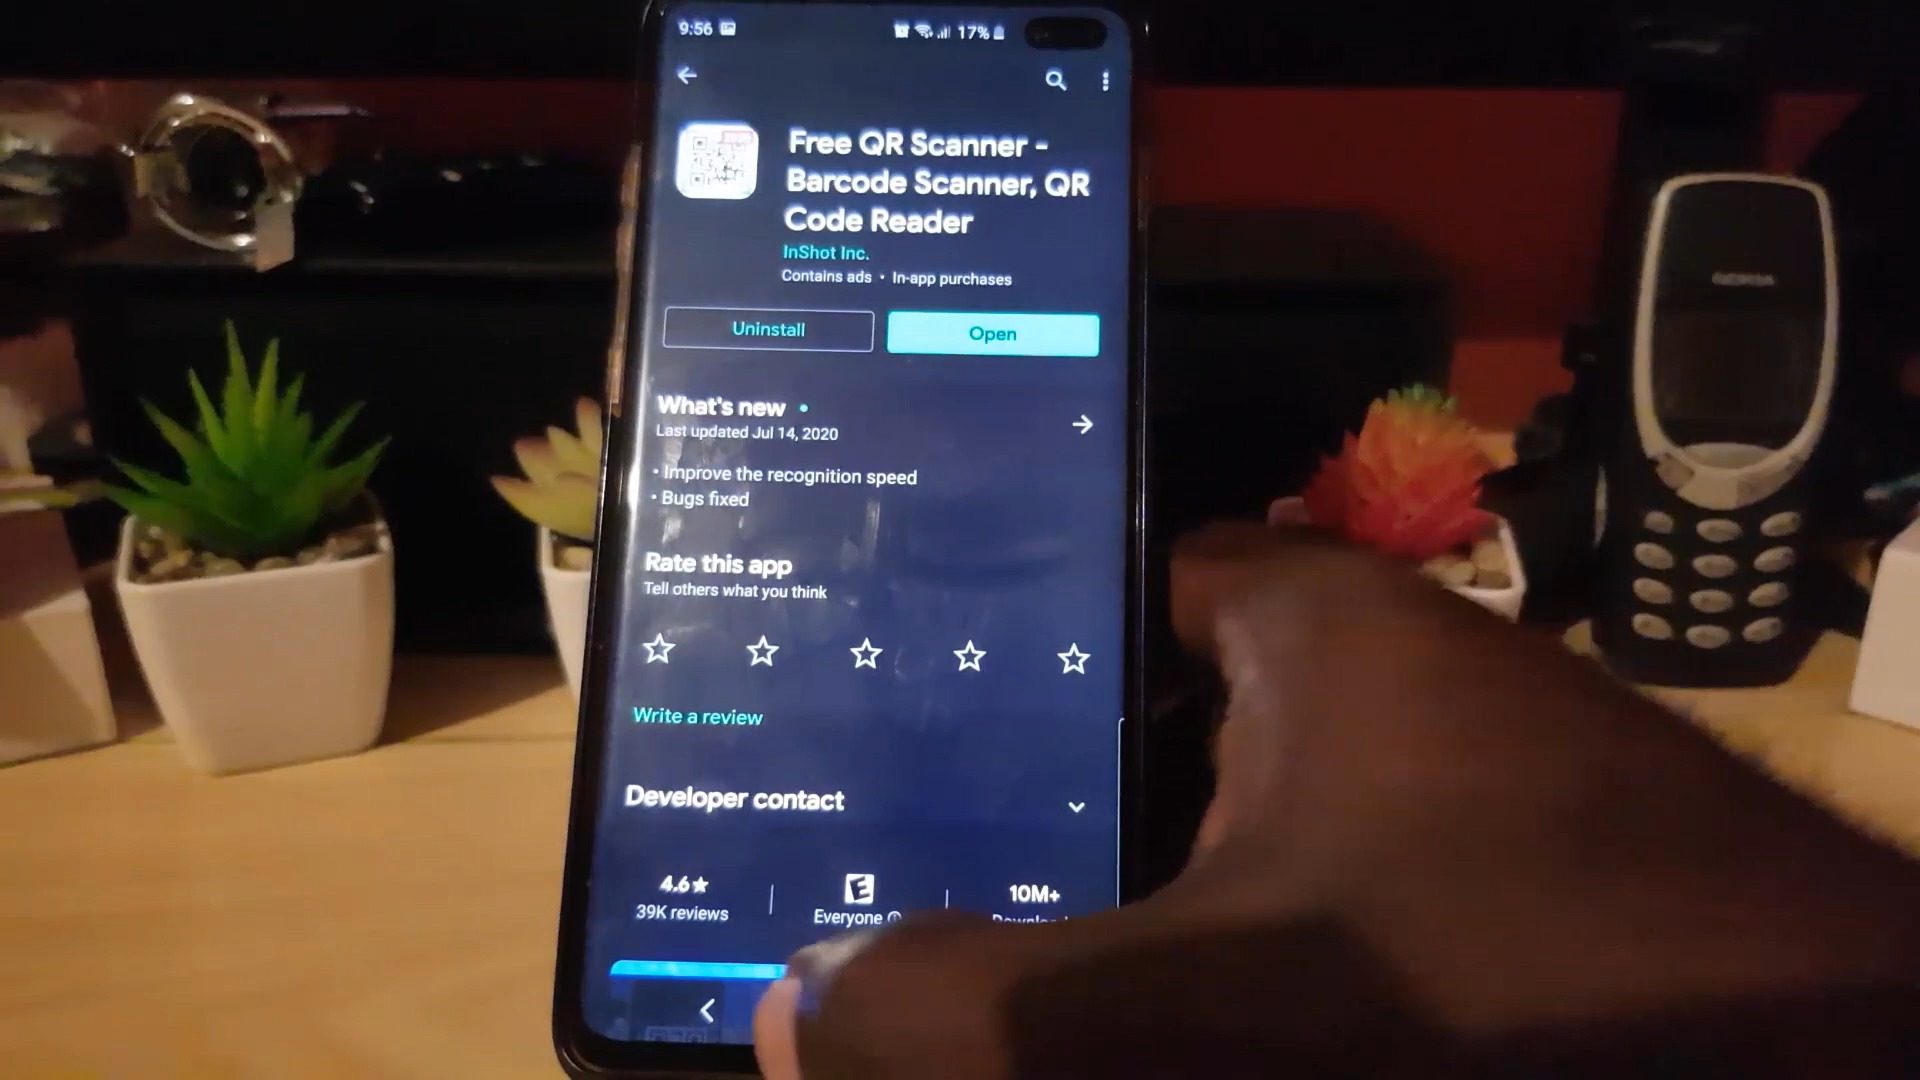 9:56
17%
Free QR Scanner -
Barcode Scanner, QR
Code Reader
InShot Inc.
Contains ads • In-app purchases
Uninstall
Open
What's new •
Last updated Jul 14, 2020
• Improve the recognition speed
• Bugs fixed
Rate this app
Tell others what you think
Write a review
Developer contact
4.6★
39K reviews
E
Everyone
10M+
NOKIA